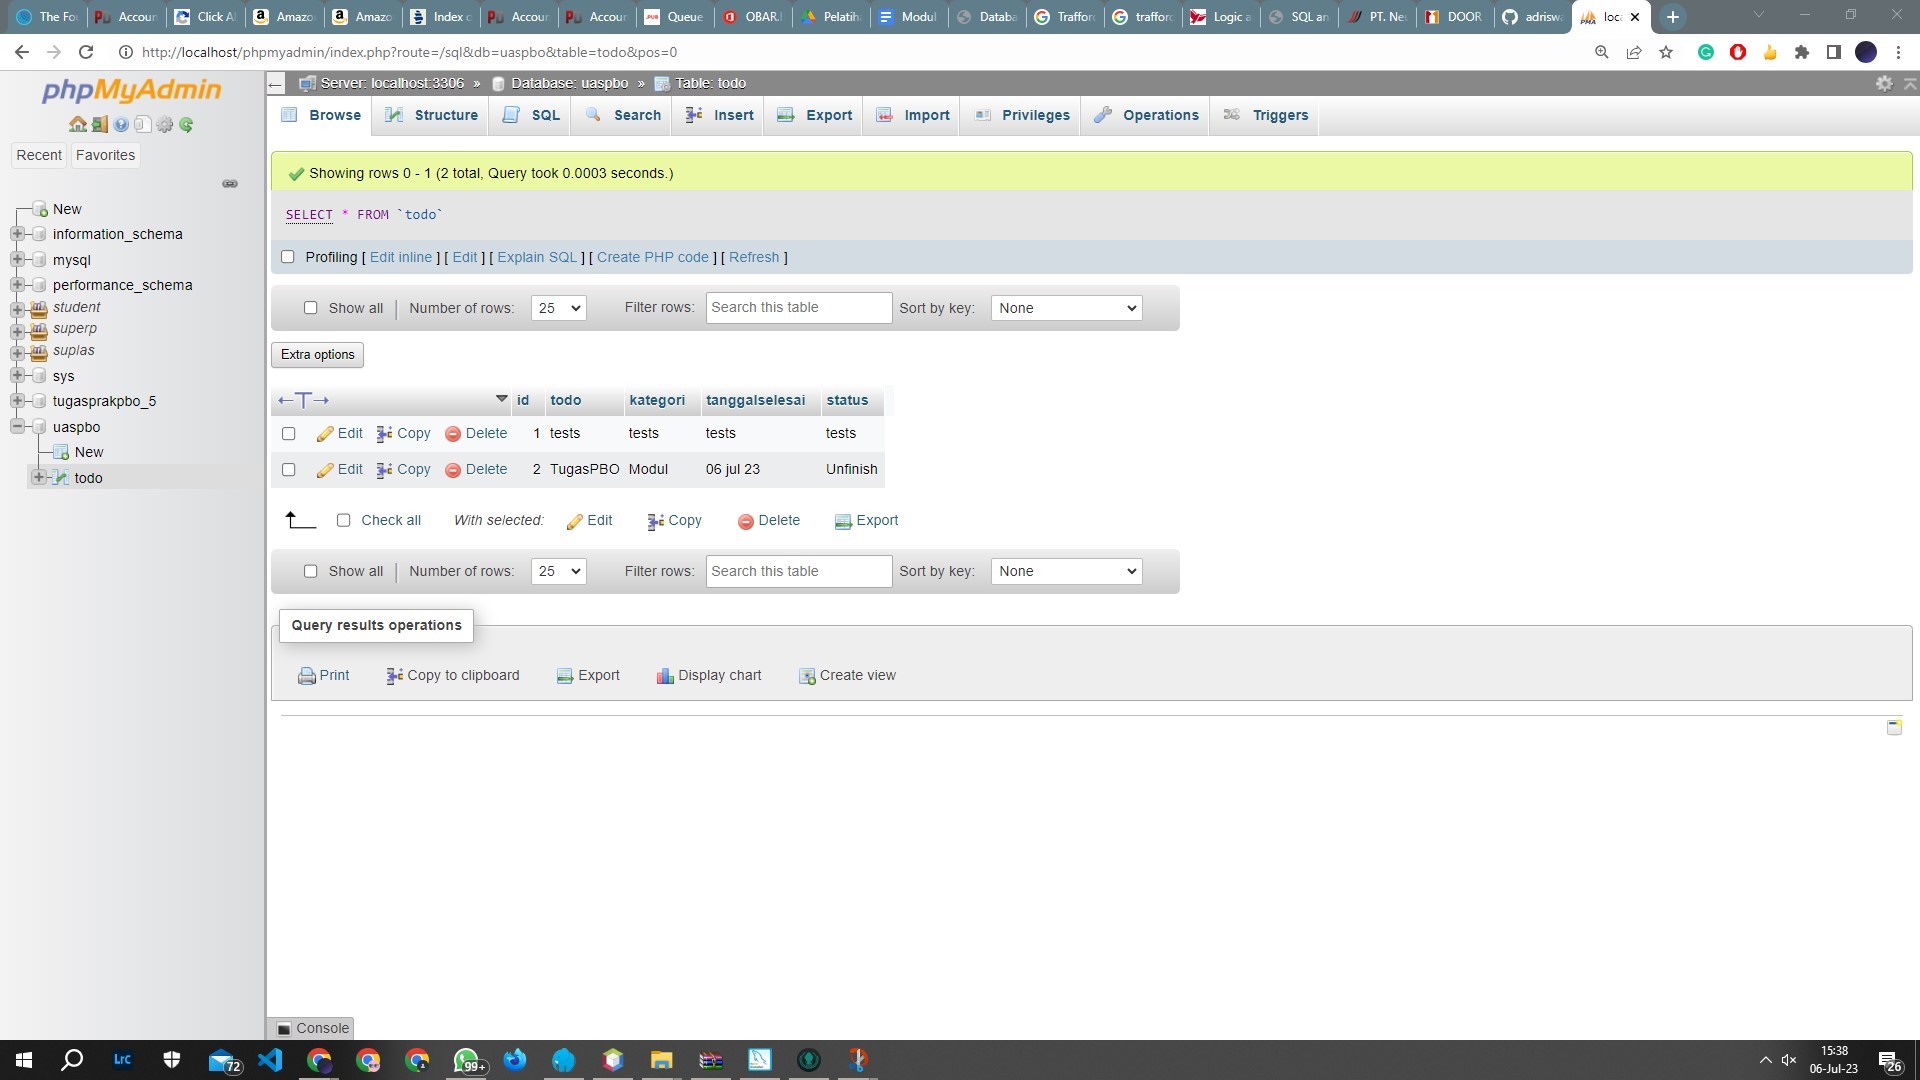 The Fou Accoun Click Al Amazo Amazo Index o Accoun Accoun Queue OBAR. Pelatih Modul Databa Traffor traffor Logic a SQL an PT. Ne DOOR adriswa loc
http://localhost/phpmyadmin/index.php?route=/sql&db=uaspbo&table=todo&pos=0
phpMyAdmin
Recent Favorites
New
information_schema
mysql
performance_schema
student
superp
suplas
sys
tugasprakpbo_5
uaspbo
New
todo
Server: localhost:3306 » Database: uaspbo » Table: todo
Browse Structure SQL Search Insert Export Import Privileges Operations Triggers
Showing rows 0 - 1 (2 total, Query took 0.0003 seconds.)
SELECT * FROM `todo`
Profiling [ Edit inline ] [ Edit ] [ Explain SQL ] [ Create PHP code ] [ Refresh ]
Show all Number of rows: 25 Filter rows: Search this table Sort by key: None
Extra options
←T→ id todo kategori tanggalselesai status
Edit Copy Delete 1 tests tests tests tests
Edit Copy Delete 2 TugasPBO Modul 06 jul 23 Unfinish
Check all With selected: Edit Copy Delete Export
Show all Number of rows: 25 Filter rows: Search this table Sort by key: None
Query results operations
Print Copy to clipboard Export Display chart Create view
Console
Lrc 72 99+ 15:38 26
06-Jul-23